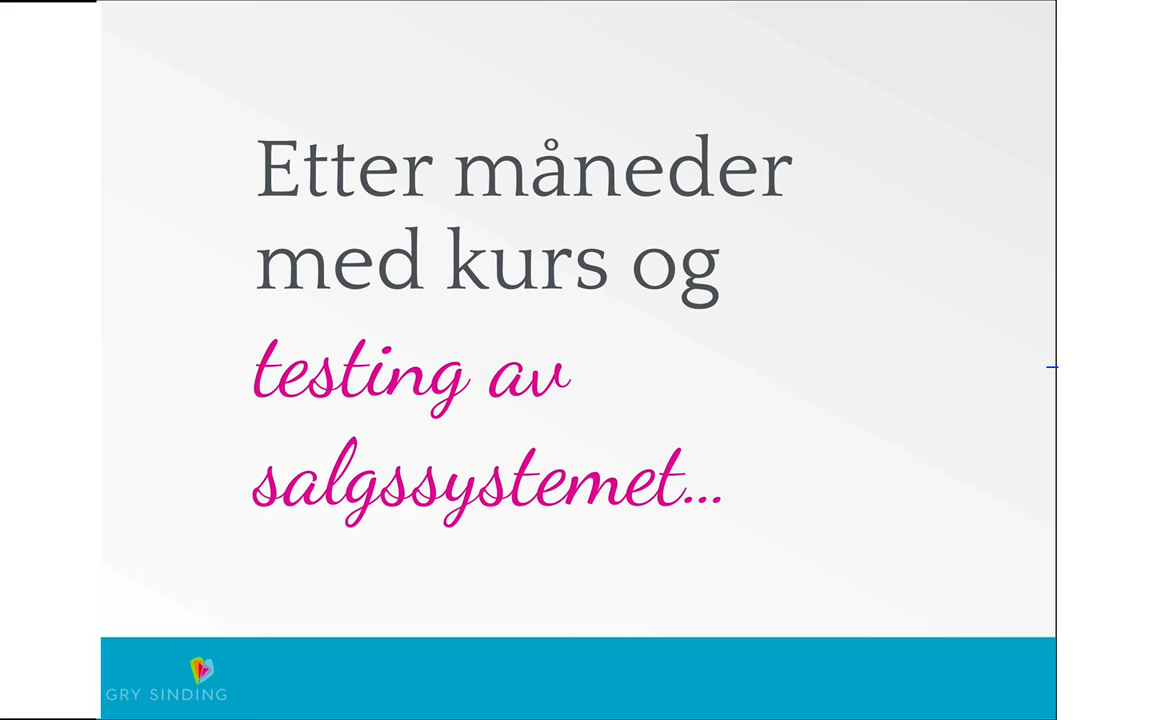 Etter måneder
med kurs og
testing av
salgssystemet...
GRY SINDING